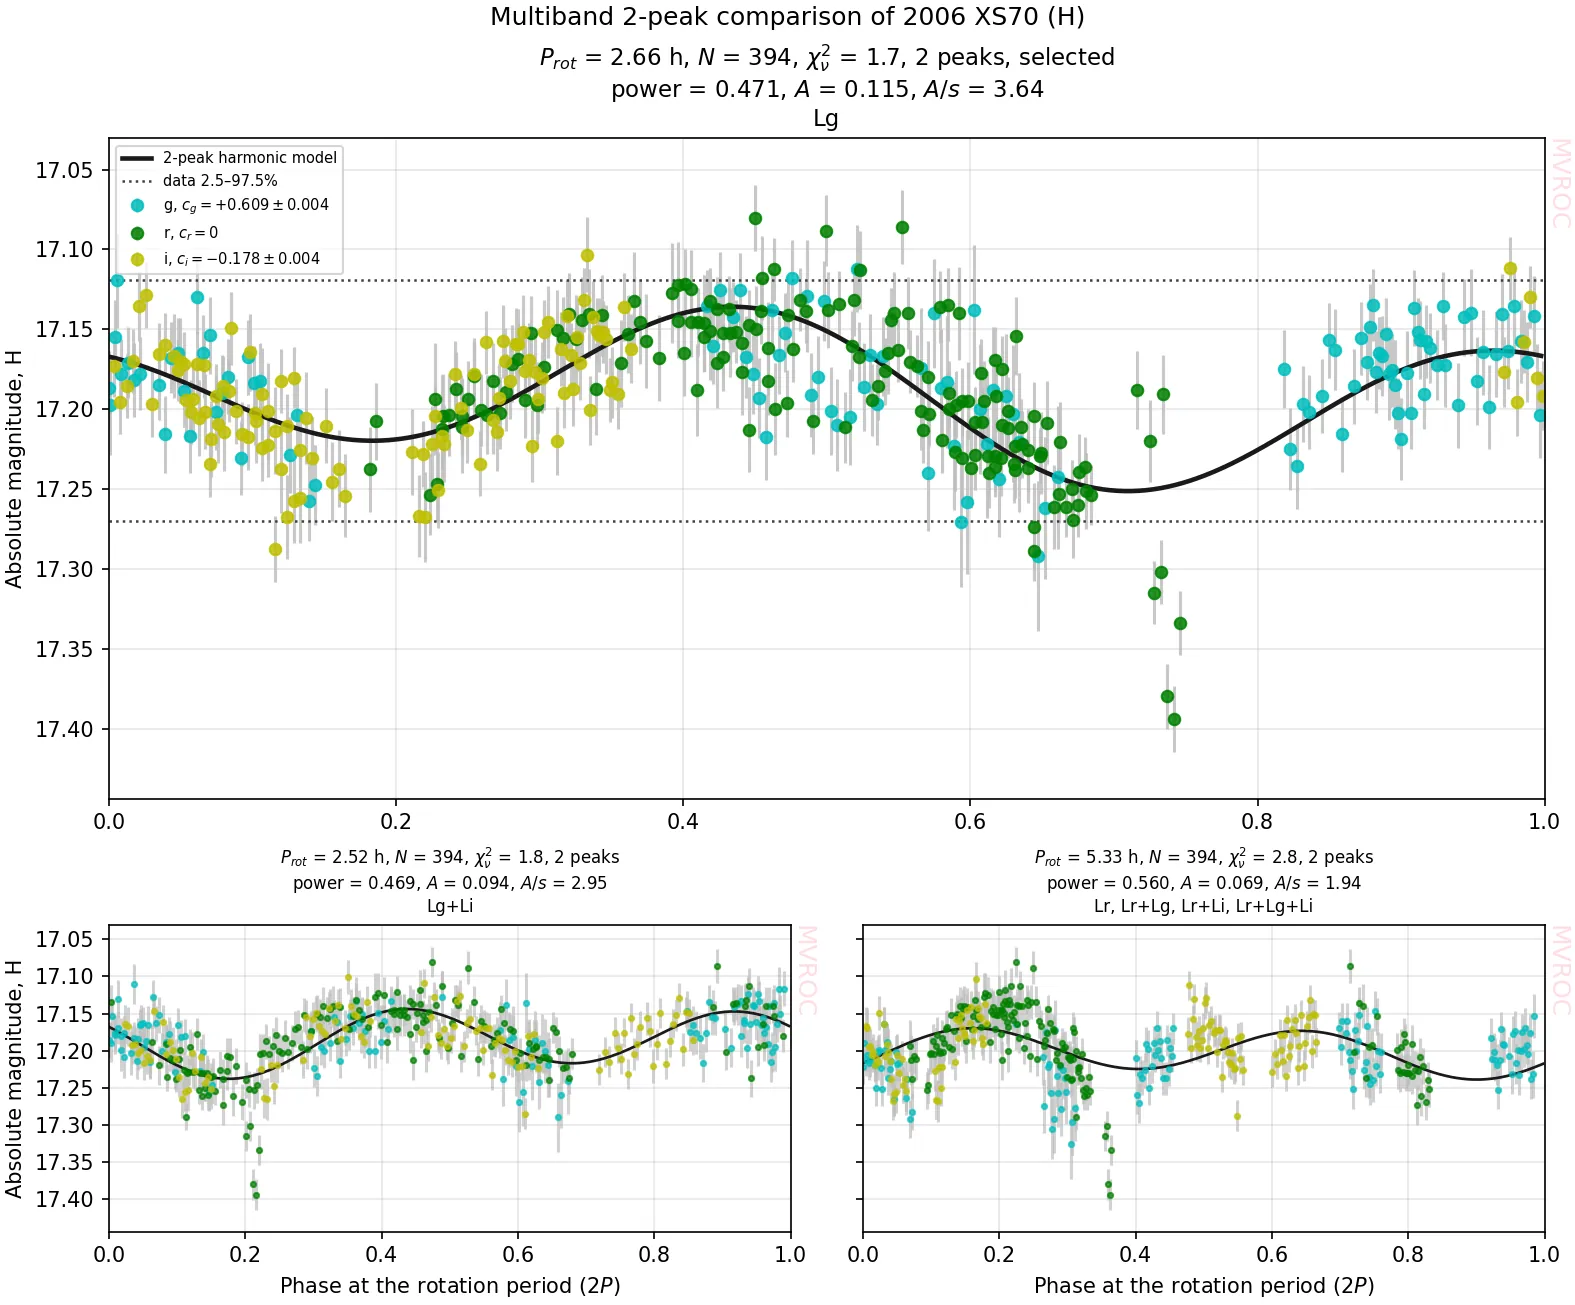 Multiband 2-peak comparison of 2006 XS70 (H)
P_rot = 2.66 h, N = 394, χ²_ν = 1.7, 2 peaks, selected
power = 0.471, A = 0.115, A/s = 3.64
Lg
2-peak harmonic model
data 2.5–97.5%
g, c_g = +0.609 ± 0.004
r, c_r = 0
i, c_i = −0.178 ± 0.004
MVROC
Absolute magnitude, H
17.05
17.10
17.15
17.20
17.25
17.30
17.35
17.40
0.0 0.2 0.4 0.6 0.8 1.0
P_rot = 2.52 h, N = 394, χ²_ν = 1.8, 2 peaks
power = 0.469, A = 0.094, A/s = 2.95
Lg+Li
MVROC
Absolute magnitude, H
17.05
17.10
17.15
17.20
17.25
17.30
17.35
17.40
0.0 0.2 0.4 0.6 0.8 1.0
Phase at the rotation period (2P)
P_rot = 5.33 h, N = 394, χ²_ν = 2.8, 2 peaks
power = 0.560, A = 0.069, A/s = 1.94
Lr, Lr+Lg, Lr+Li, Lr+Lg+Li
MVROC
0.0 0.2 0.4 0.6 0.8 1.0
Phase at the rotation period (2P)